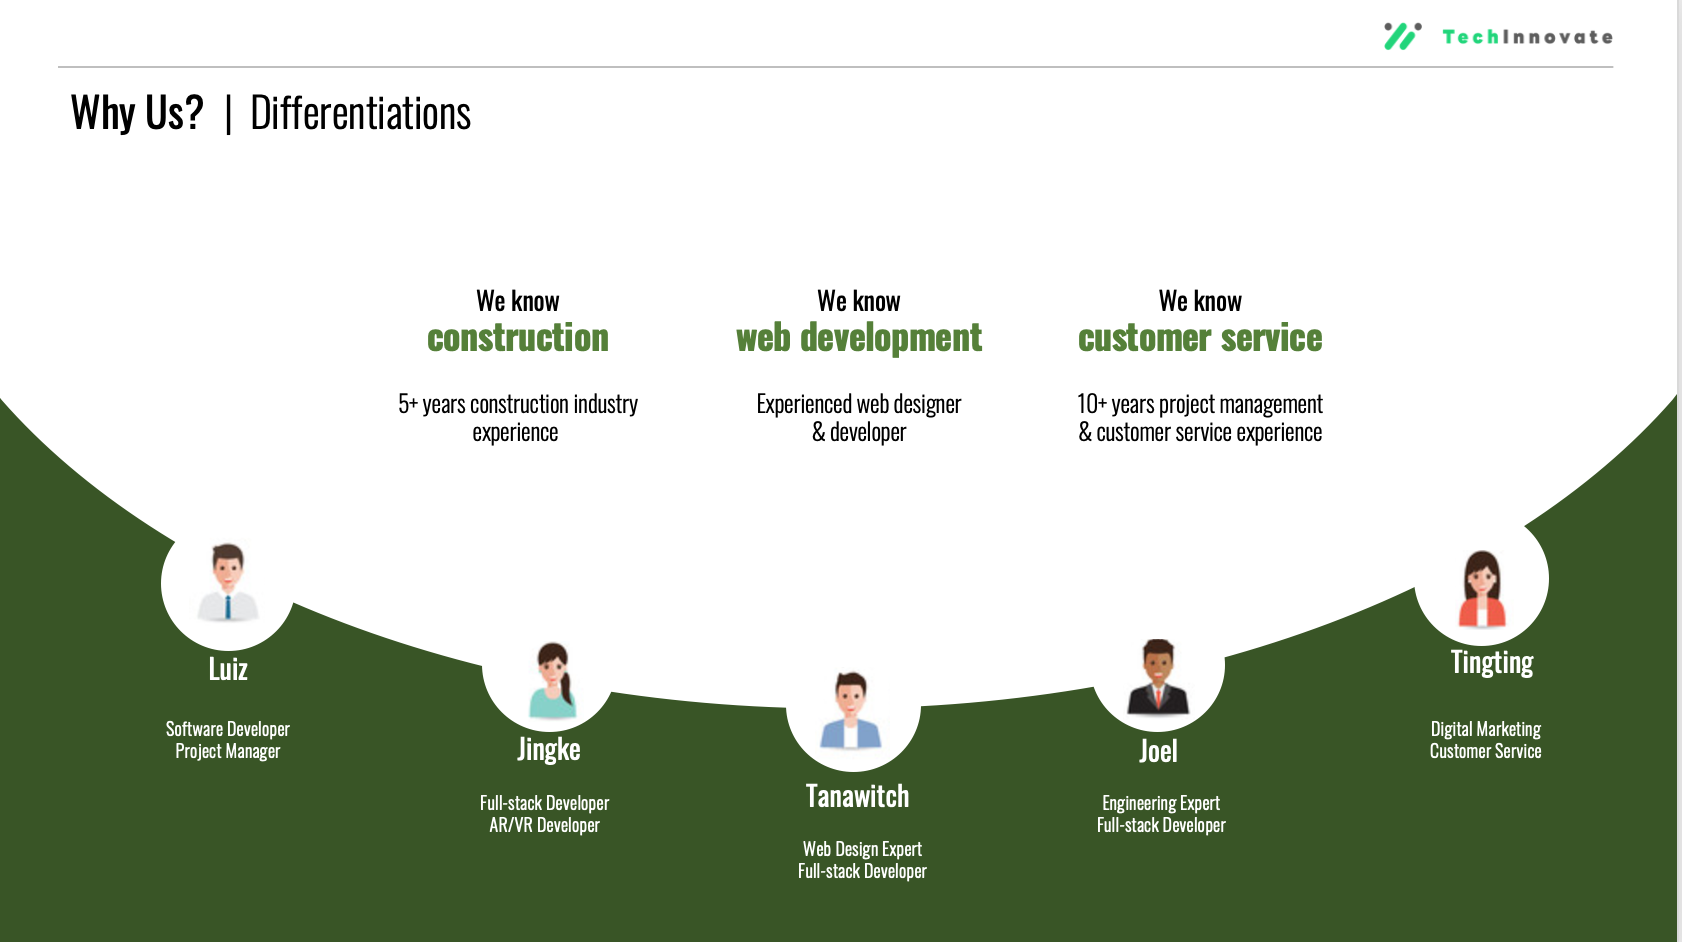 TechInnovate
Why Us? | Differentiations
We know
construction
5+ years construction industry
experience
We know
web development
Experienced web designer
& developer
We know
customer service
10+ years project management
& customer service experience
Luiz
Software Developer
Project Manager
Jingke
Full-stack Developer
AR/VR Developer
Tanawitch
Web Design Expert
Full-stack Developer
Joel
Engineering Expert
Full-stack Developer
Tingting
Digital Marketing
Customer Service